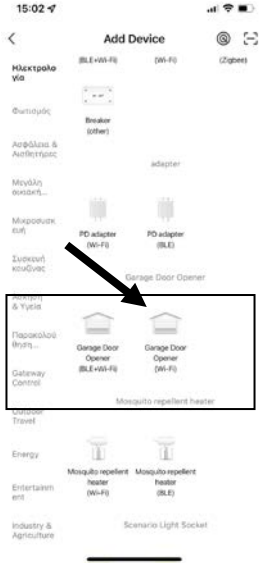 15:02
Add Device
Ηλεκτρολο
γία
(BLE+Wi-Fi)
(Wi-Fi)
(Zigbee)
Φωτισμός
Breaker
(other)
Ασφάλεια &
Αισθητήρες
adapter
Μεγάλη
οικιακή...
Μικροσυσκ
ευή
PD adapter
(Wi-Fi)
PD adapter
(BLE)
Συσκευή
κουζίνας
Garage Door Opener
Άσκηση
& Υγεία
Παρακολού
θηση...
Garage Door
Opener
(BLE+Wi-Fi)
Garage Door
Opener
(Wi-Fi)
Gateway
Control
Mosquito repellent heater
Outdoor
Travel
Energy
Mosquito repellent
heater
(Wi-Fi)
Mosquito repellent
heater
(BLE)
Entertainm
ent
Industry &
Agriculture
Scenario Light Socket